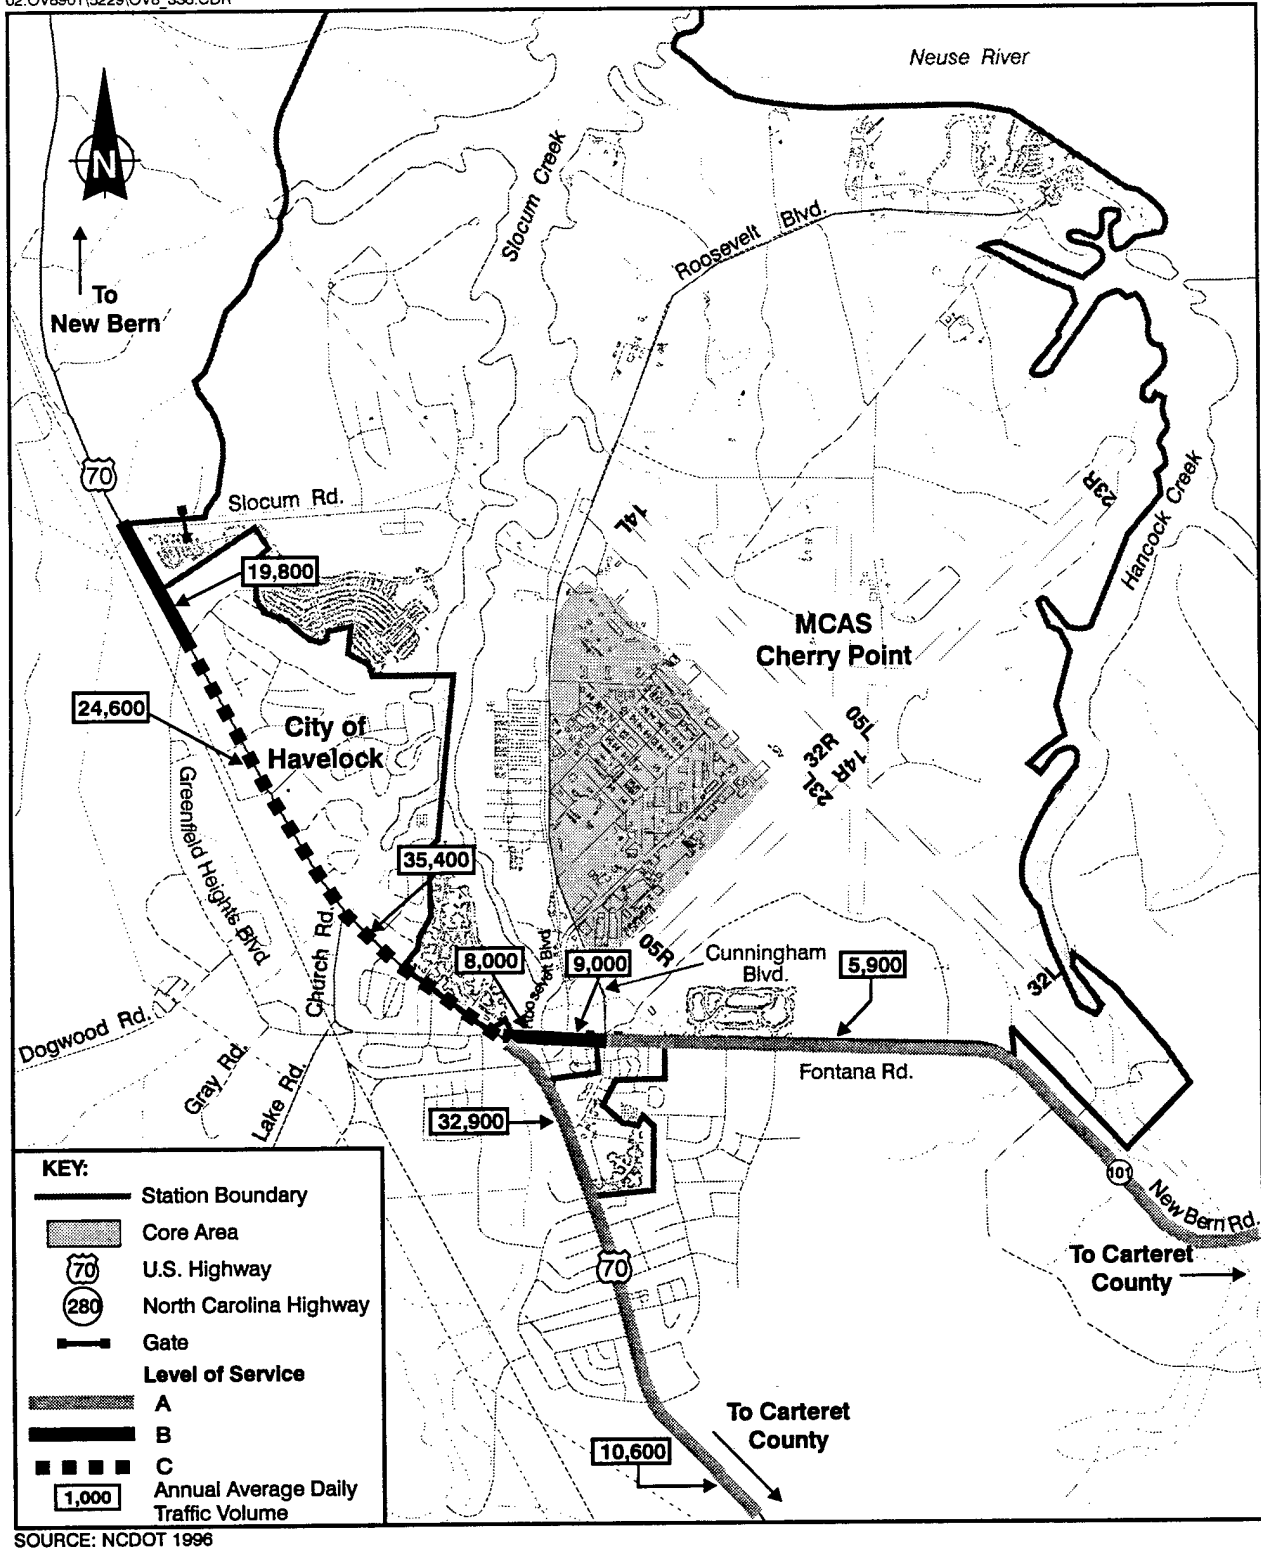 02:OV8901\5229\OV8_330.CDR
Neuse River
N
Slocum Creek
Roosevelt Blvd.
To
New Bern
70
Slocum Rd.
14L
23R
Hancock Creek
19,800
MCAS
Cherry Point
24,600
City of
Havelock
05L
32R
14R
23L
Greenfield Heights Blvd
35,400
Church Rd.
8,000
Roosevelt Blvd
9,000
05R
Cunningham
Blvd.
5,900
32L
Dogwood Rd.
Gray Rd.
Lake Rd.
Fontana Rd.
32,900
101
New Bern Rd.
To Carteret
County
70
To Carteret
County
10,600
KEY:
Station Boundary
Core Area
70 U.S. Highway
280 North Carolina Highway
Gate
Level of Service
A
B
C
1,000 Annual Average Daily
Traffic Volume
SOURCE: NCDOT 1996